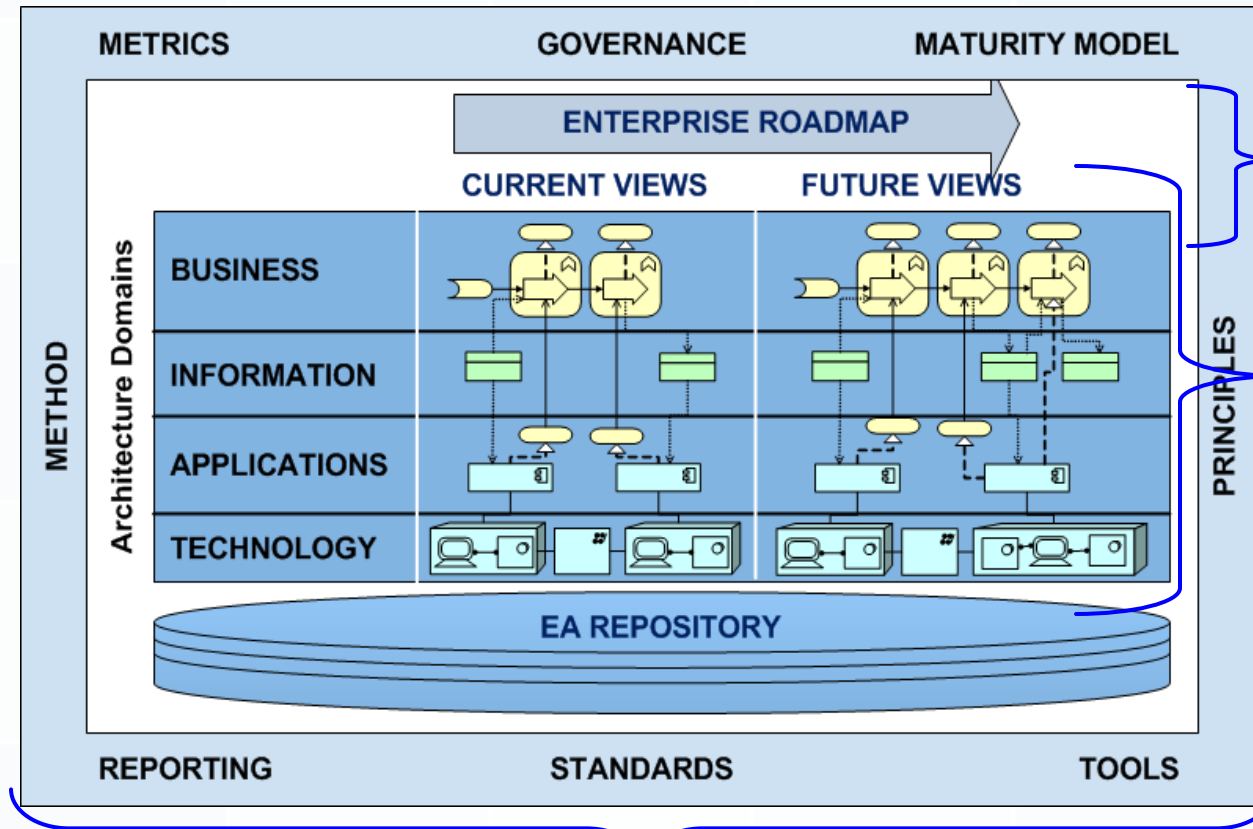 METRICS GOVERNANCE MATURITY MODEL
ENTERPRISE ROADMAP
CURRENT VIEWS FUTURE VIEWS
METHOD
Architecture Domains
BUSINESS
INFORMATION
APPLICATIONS
TECHNOLOGY
PRINCIPLES
EA REPOSITORY
REPORTING STANDARDS TOOLS